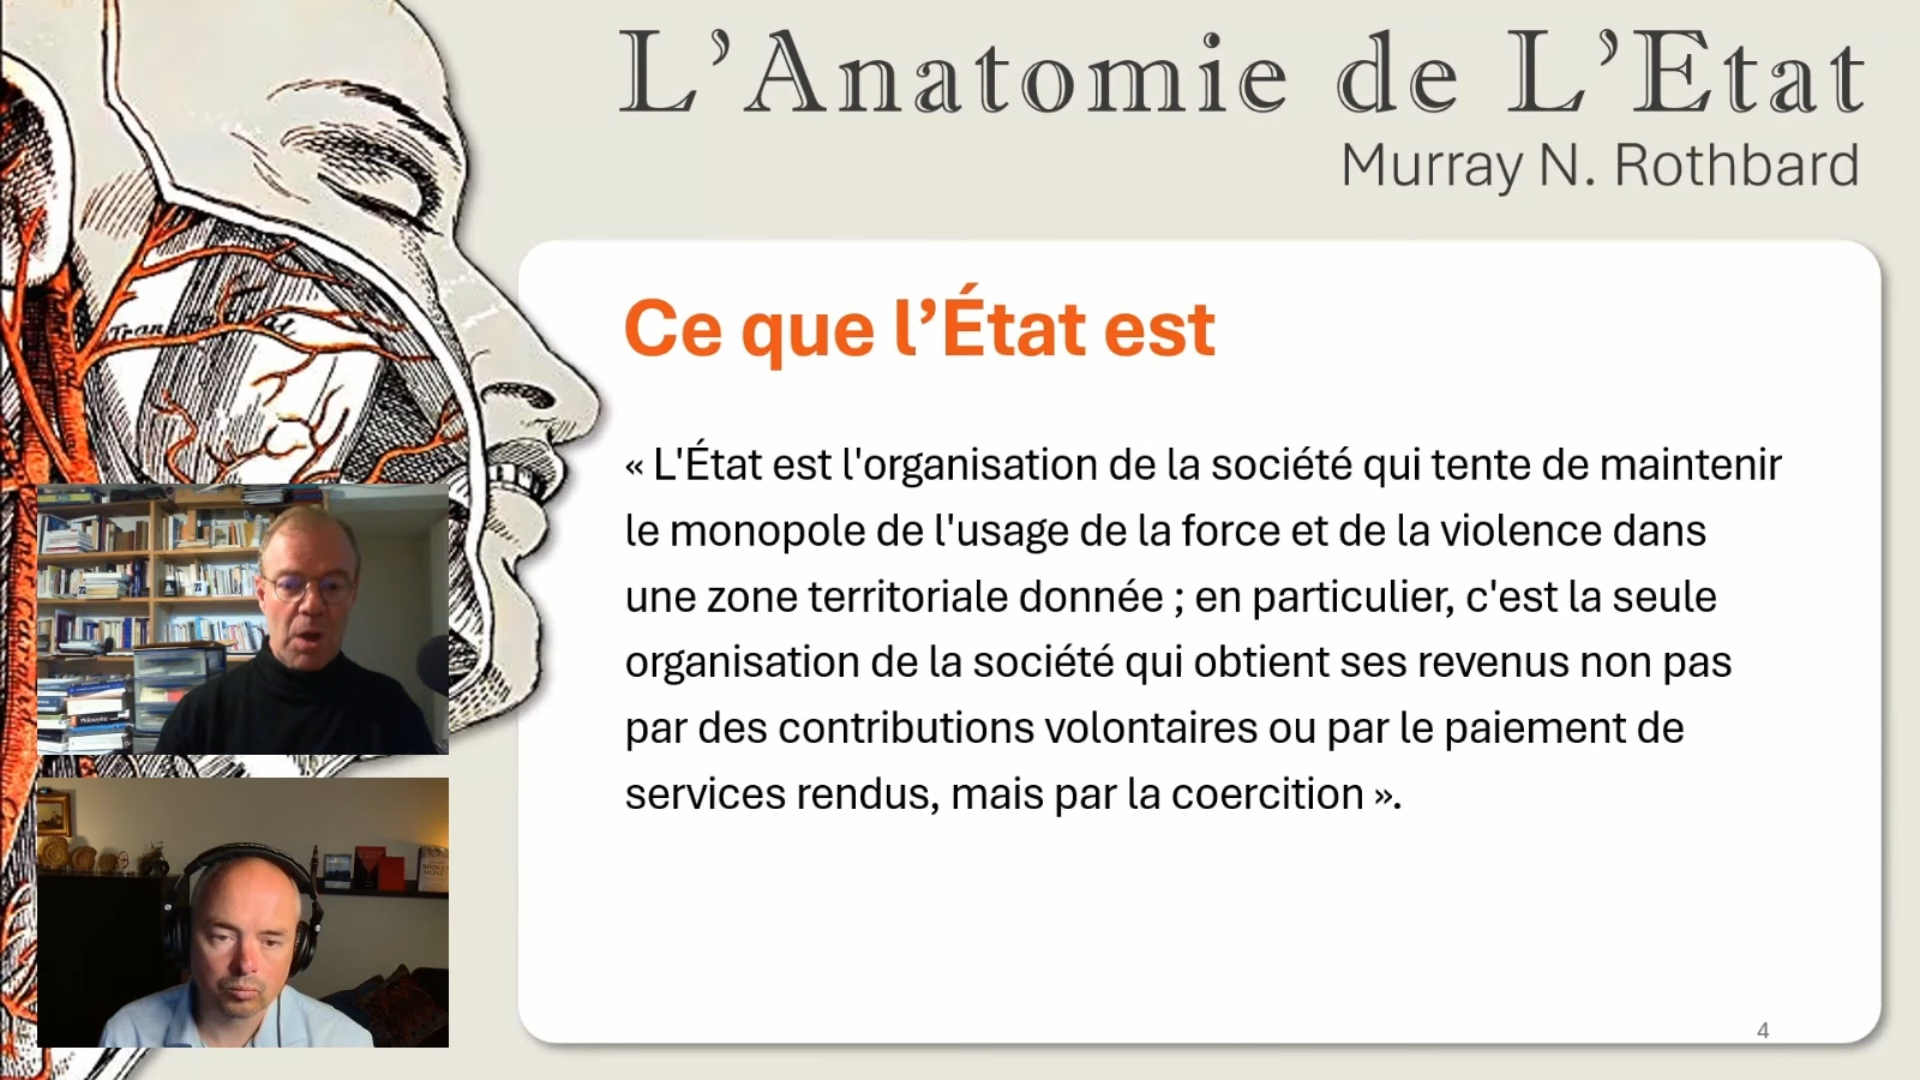 L’Anatomie de L’Etat
Murray N. Rothbard
Ce que l’État est
« L'État est l'organisation de la société qui tente de maintenir
le monopole de l'usage de la force et de la violence dans
une zone territoriale donnée ; en particulier, c'est la seule
organisation de la société qui obtient ses revenus non pas
par des contributions volontaires ou par le paiement de
services rendus, mais par la coercition ».
4